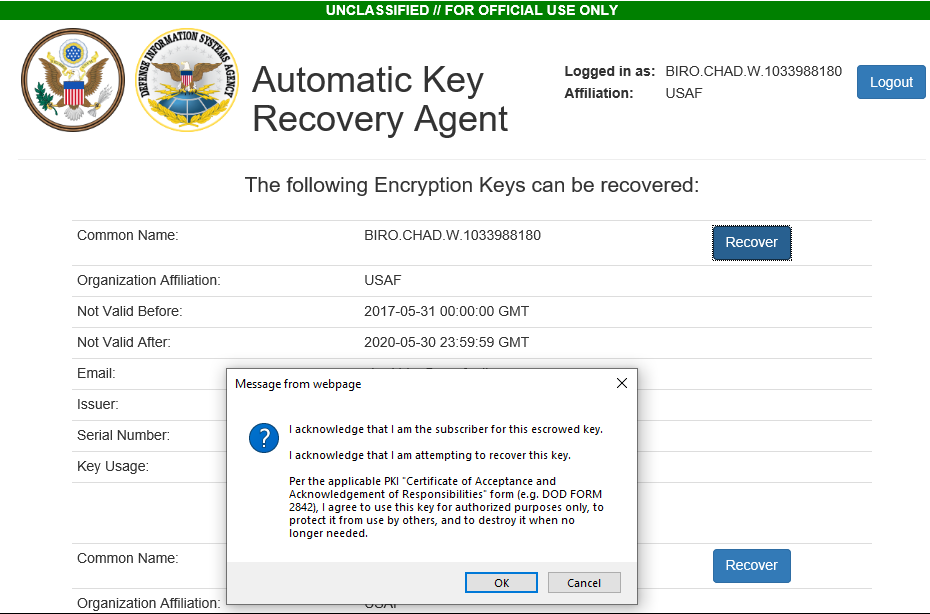 UNCLASSIFIED // FOR OFFICIAL USE ONLY
DEFENSE INFORMATION SYSTEMS AGENCY
Automatic Key
Recovery Agent
Logged in as: BIRO.CHAD.W.1033988180
Affiliation: USAF
Logout
The following Encryption Keys can be recovered:
Common Name: BIRO.CHAD.W.1033988180 Recover
Organization Affiliation: USAF
Not Valid Before: 2017-05-31 00:00:00 GMT
Not Valid After: 2020-05-30 23:59:59 GMT
Email:
Issuer:
Serial Number:
Key Usage:
Message from webpage
I acknowledge that I am the subscriber for this escrowed key.
I acknowledge that I am attempting to recover this key.
Per the applicable PKI "Certificate of Acceptance and
Acknowledgement of Responsibilities" form (e.g. DOD FORM
2842), I agree to use this key for authorized purposes only, to
protect it from use by others, and to destroy it when no
longer needed.
OK Cancel
Common Name: Recover
Organization Affiliation: USAF